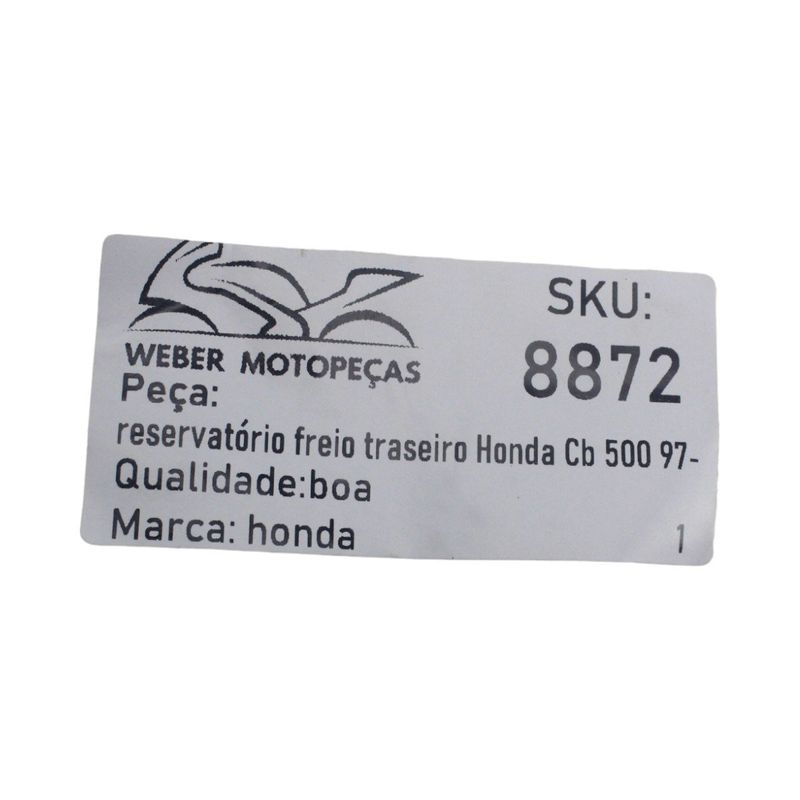 WEBER MOTOPEÇAS
SKU:
8872
Peça:
reservatório freio traseiro Honda Cb 500 97-
Qualidade:boa
Marca: honda
1